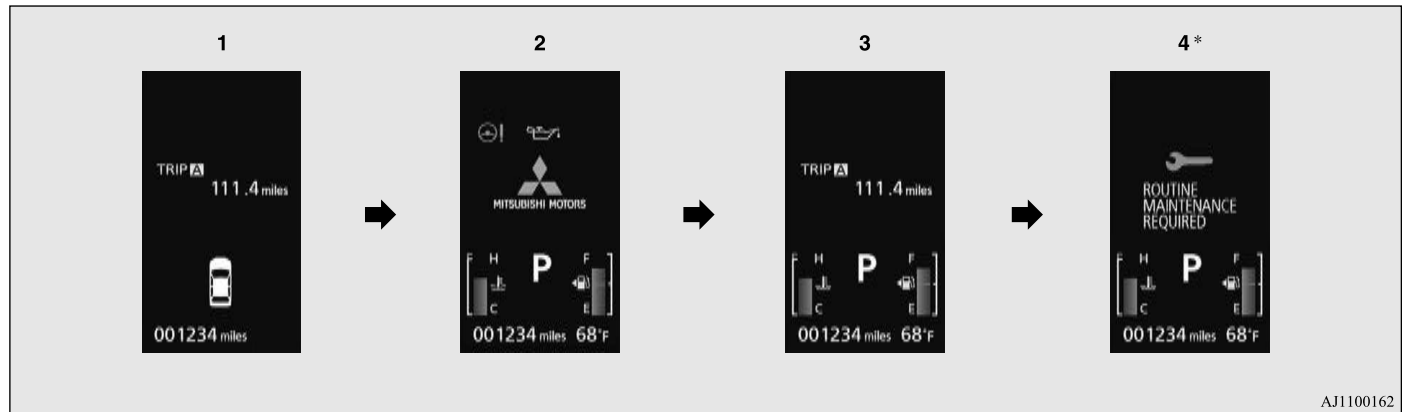 1
2
3
4*
TRIP A
111.4 miles
001234 miles
MITSUBISHI MOTORS
F H P F
C E
001234 miles 68°F
TRIP A
111.4 miles
F H P F
C E
001234 miles 68°F
ROUTINE
MAINTENANCE
REQUIRED
F H P F
C E
001234 miles 68°F
AJ1100162